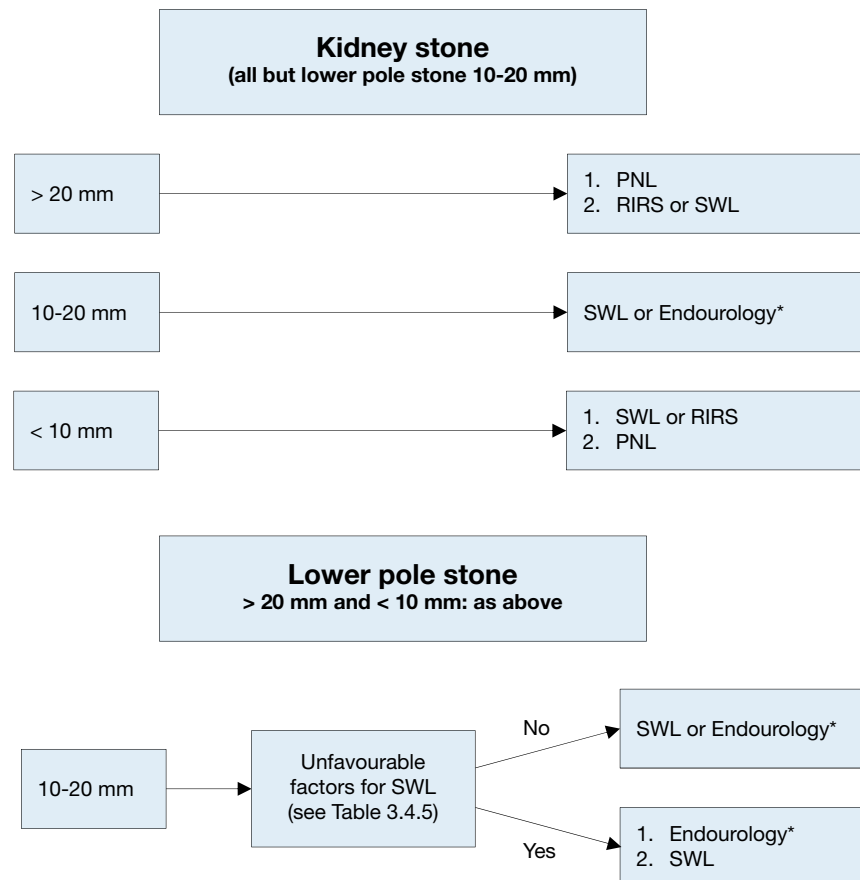 Kidney stone
(all but lower pole stone 10-20 mm)
> 20 mm
1. PNL
2. RIRS or SWL
10-20 mm
SWL or Endourology*
< 10 mm
1. SWL or RIRS
2. PNL
Lower pole stone
> 20 mm and < 10 mm: as above
10-20 mm
Unfavourable
factors for SWL
(see Table 3.4.5)
No
SWL or Endourology*
Yes
1. Endourology*
2. SWL